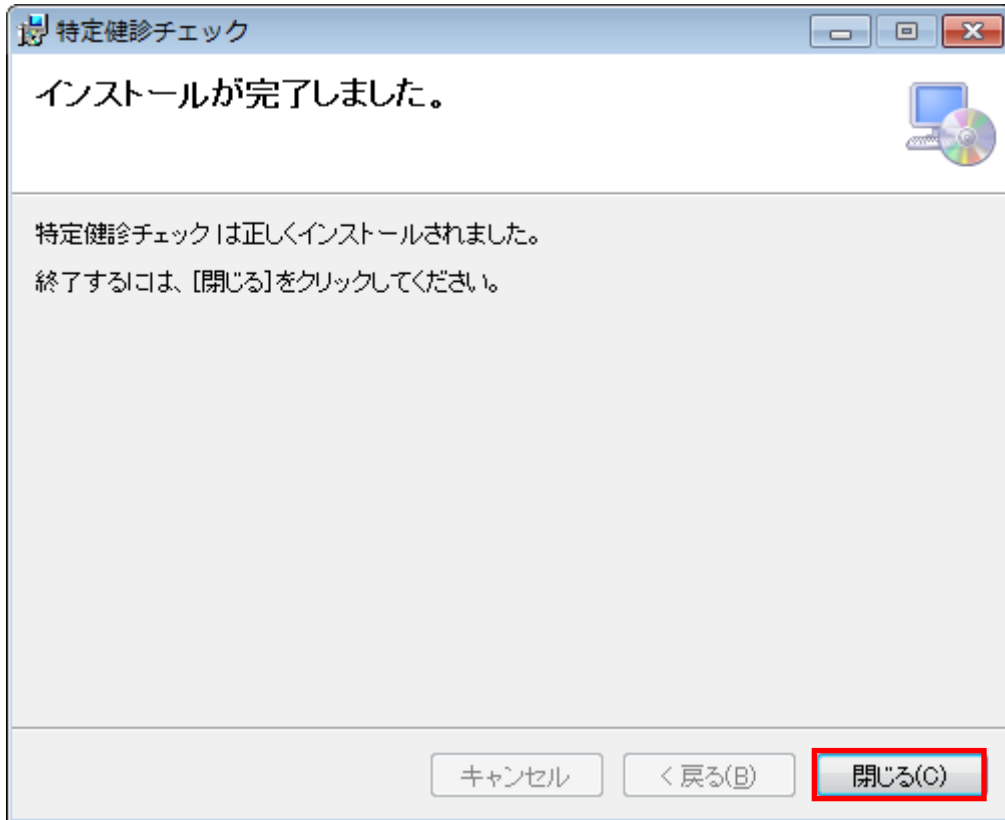 特定健診チェック
インストールが完了しました。
特定健診チェック は正しくインストールされました。
終了するには、[閉じる]をクリックしてください。
キャンセル
< 戻る(B)
閉じる(C)